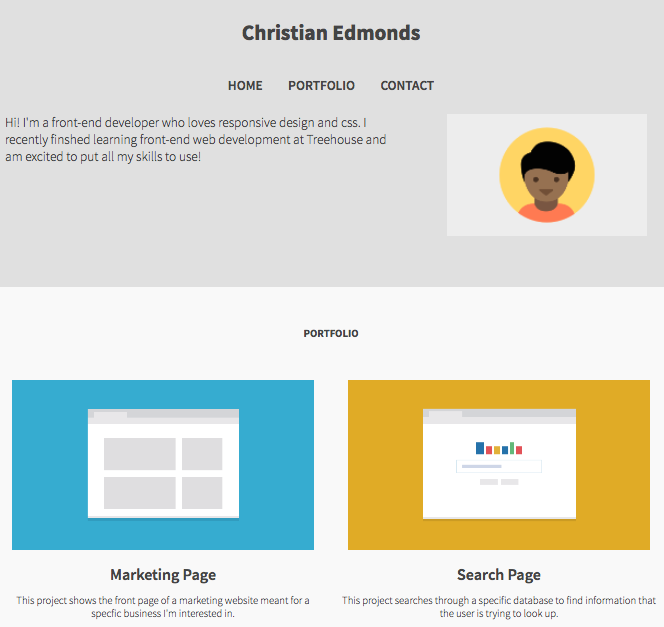 Christian Edmonds
HOME PORTFOLIO CONTACT
Hi! I'm a front-end developer who loves responsive design and css. I
recently finshed learning front-end web development at Treehouse and
am excited to put all my skills to use!
PORTFOLIO
Marketing Page
This project shows the front page of a marketing website meant for a
specfic business I'm interested in.
Search Page
This project searches through a specific database to find information that
the user is trying to look up.